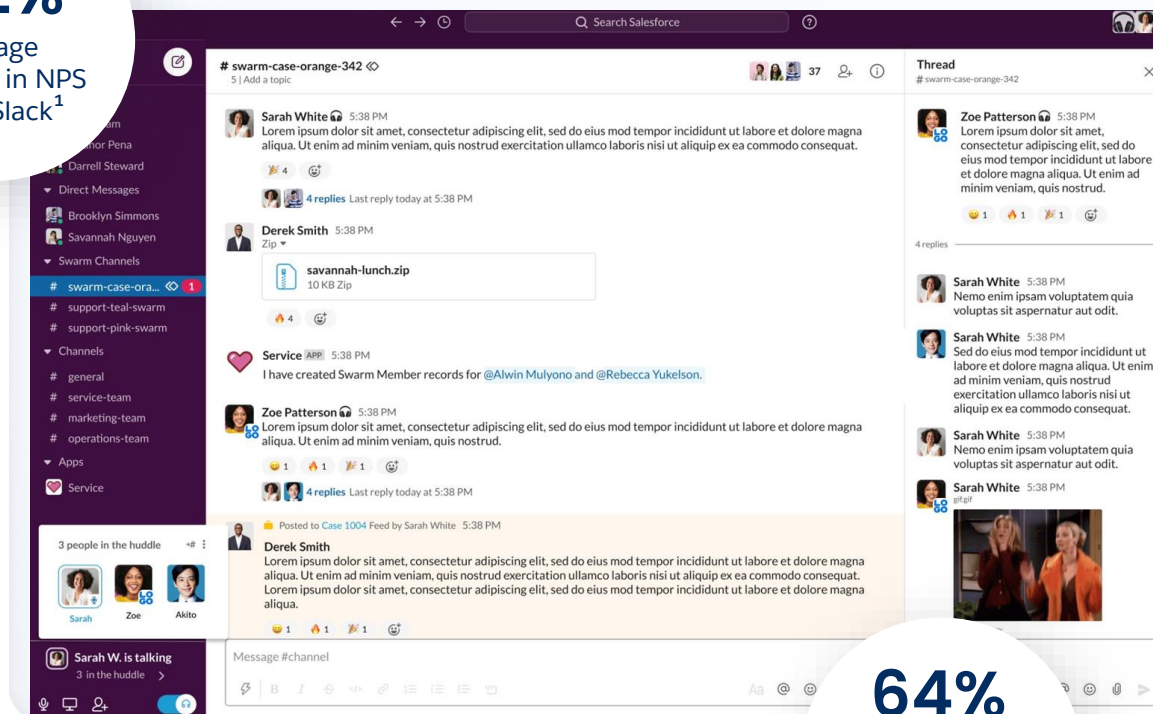 in NPS
Slack¹
Darrell Steward
Direct Messages
Brooklyn Simmons
Savannah Nguyen
Swarm Channels
# swarm-case-ora... 1
# support-teal-swarm
# support-pink-swarm
Channels
# general
# service-team
# marketing-team
# operations-team
Apps
Service
3 people in the huddle
Sarah
Zoe
Akito
Sarah W. is talking
3 in the huddle >
Search Salesforce
# swarm-case-orange-342
5 | Add a topic
37
Sarah White 5:38 PM
Lorem ipsum dolor sit amet, consectetur adipiscing elit, sed do eius mod tempor incididunt ut labore et dolore magna
aliqua. Ut enim ad minim veniam, quis nostrud exercitation ullamco laboris nisi ut aliquip ex ea commodo consequat.
4
4 replies Last reply today at 5:38 PM
Derek Smith 5:38 PM
Zip
savannah-lunch.zip
10 KB Zip
4
Service APP 5:38 PM
I have created Swarm Member records for @Alwin Mulyono and @Rebecca Yukelson.
Zoe Patterson 5:38 PM
LOGO
Lorem ipsum dolor sit amet, consectetur adipiscing elit, sed do eius mod tempor incididunt ut labore et dolore magna
aliqua. Ut enim ad minim veniam, quis nostrud.
1 1 1
4 replies Last reply today at 5:38 PM
Posted to Case 1004 Feed by Sarah White 5:38 PM
Derek Smith
Lorem ipsum dolor sit amet, consectetur adipiscing elit, sed do eius mod tempor incididunt ut labore et dolore magna
aliqua. Ut enim ad minim veniam, quis nostrud exercitation ullamco laboris nisi ut aliquip ex ea commodo consequat.
Lorem ipsum dolor sit amet, consectetur adipiscing elit, sed do eius mod tempor incididunt ut labore et dolore magna
aliqua.
1 1 1
Message #channel
B I S
Aa @
Thread
# swarm-case-orange-342
Zoe Patterson 5:38 PM
LOGO
Lorem ipsum dolor sit amet,
consectetur adipiscing elit, sed do
eius mod tempor incididunt ut labore
et dolore magna aliqua. Ut enim ad
minim veniam, quis nostrud.
1 1 1
4 replies
Sarah White 5:38 PM
Nemo enim ipsam voluptatem quia
voluptas sit aspernatur aut odit.
Sarah White 5:38 PM
Sed do eius mod tempor incididunt ut
labore et dolore magna aliqua. Ut enim
ad minim veniam, quis nostrud
exercitation ullamco laboris nisi ut
aliquip ex ea commodo consequat.
Sarah White 5:38 PM
Nemo enim ipsam voluptatem quia
voluptas sit aspernatur aut odit.
Sarah White 5:38 PM
LOGO
gif.gif
64%